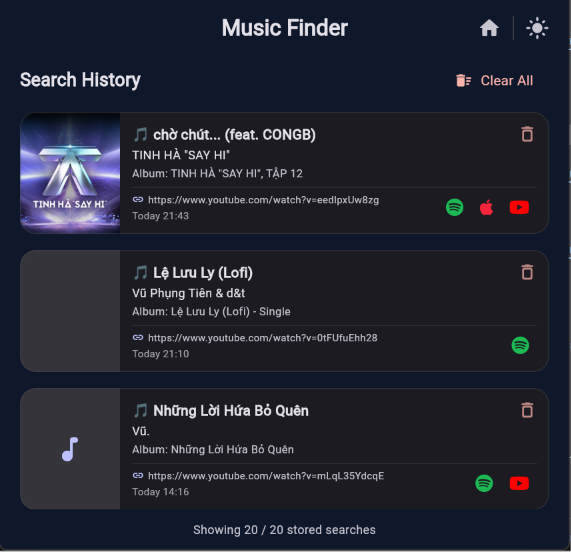 Music Finder
Search History
Clear All
TINH HÀ SAY HI
chờ chút... (feat. CONGB)
TINH HÀ "SAY HI"
Album: TINH HÀ "SAY HI", TẬP 12
https://www.youtube.com/watch?v=eedIpxUw8zg
Today 21:43
Lệ Lưu Ly (Lofi)
Vũ Phụng Tiên & d&t
Album: Lệ Lưu Ly (Lofi) - Single
https://www.youtube.com/watch?v=0tFUfuEhh28
Today 21:10
Những Lời Hứa Bỏ Quên
Vũ.
Album: Những Lời Hứa Bỏ Quên
https://www.youtube.com/watch?v=mLqL35YdcqE
Today 14:16
Showing 20 / 20 stored searches